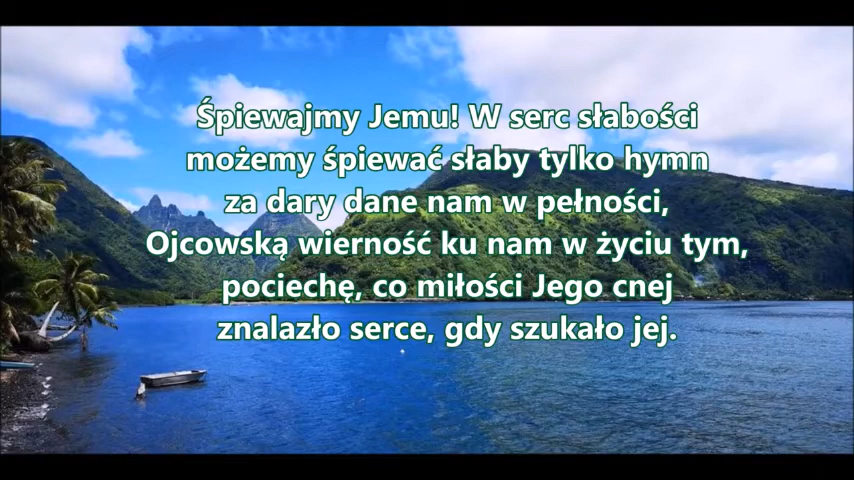 Śpiewajmy Jemu! W serc słabości
możemy śpiewać słaby tylko hymn
za dary dane nam w pełności,
Ojcowską wierność ku nam w życiu tym,
pociechę, co miłości Jego cnej
znalazło serce, gdy szukało jej.